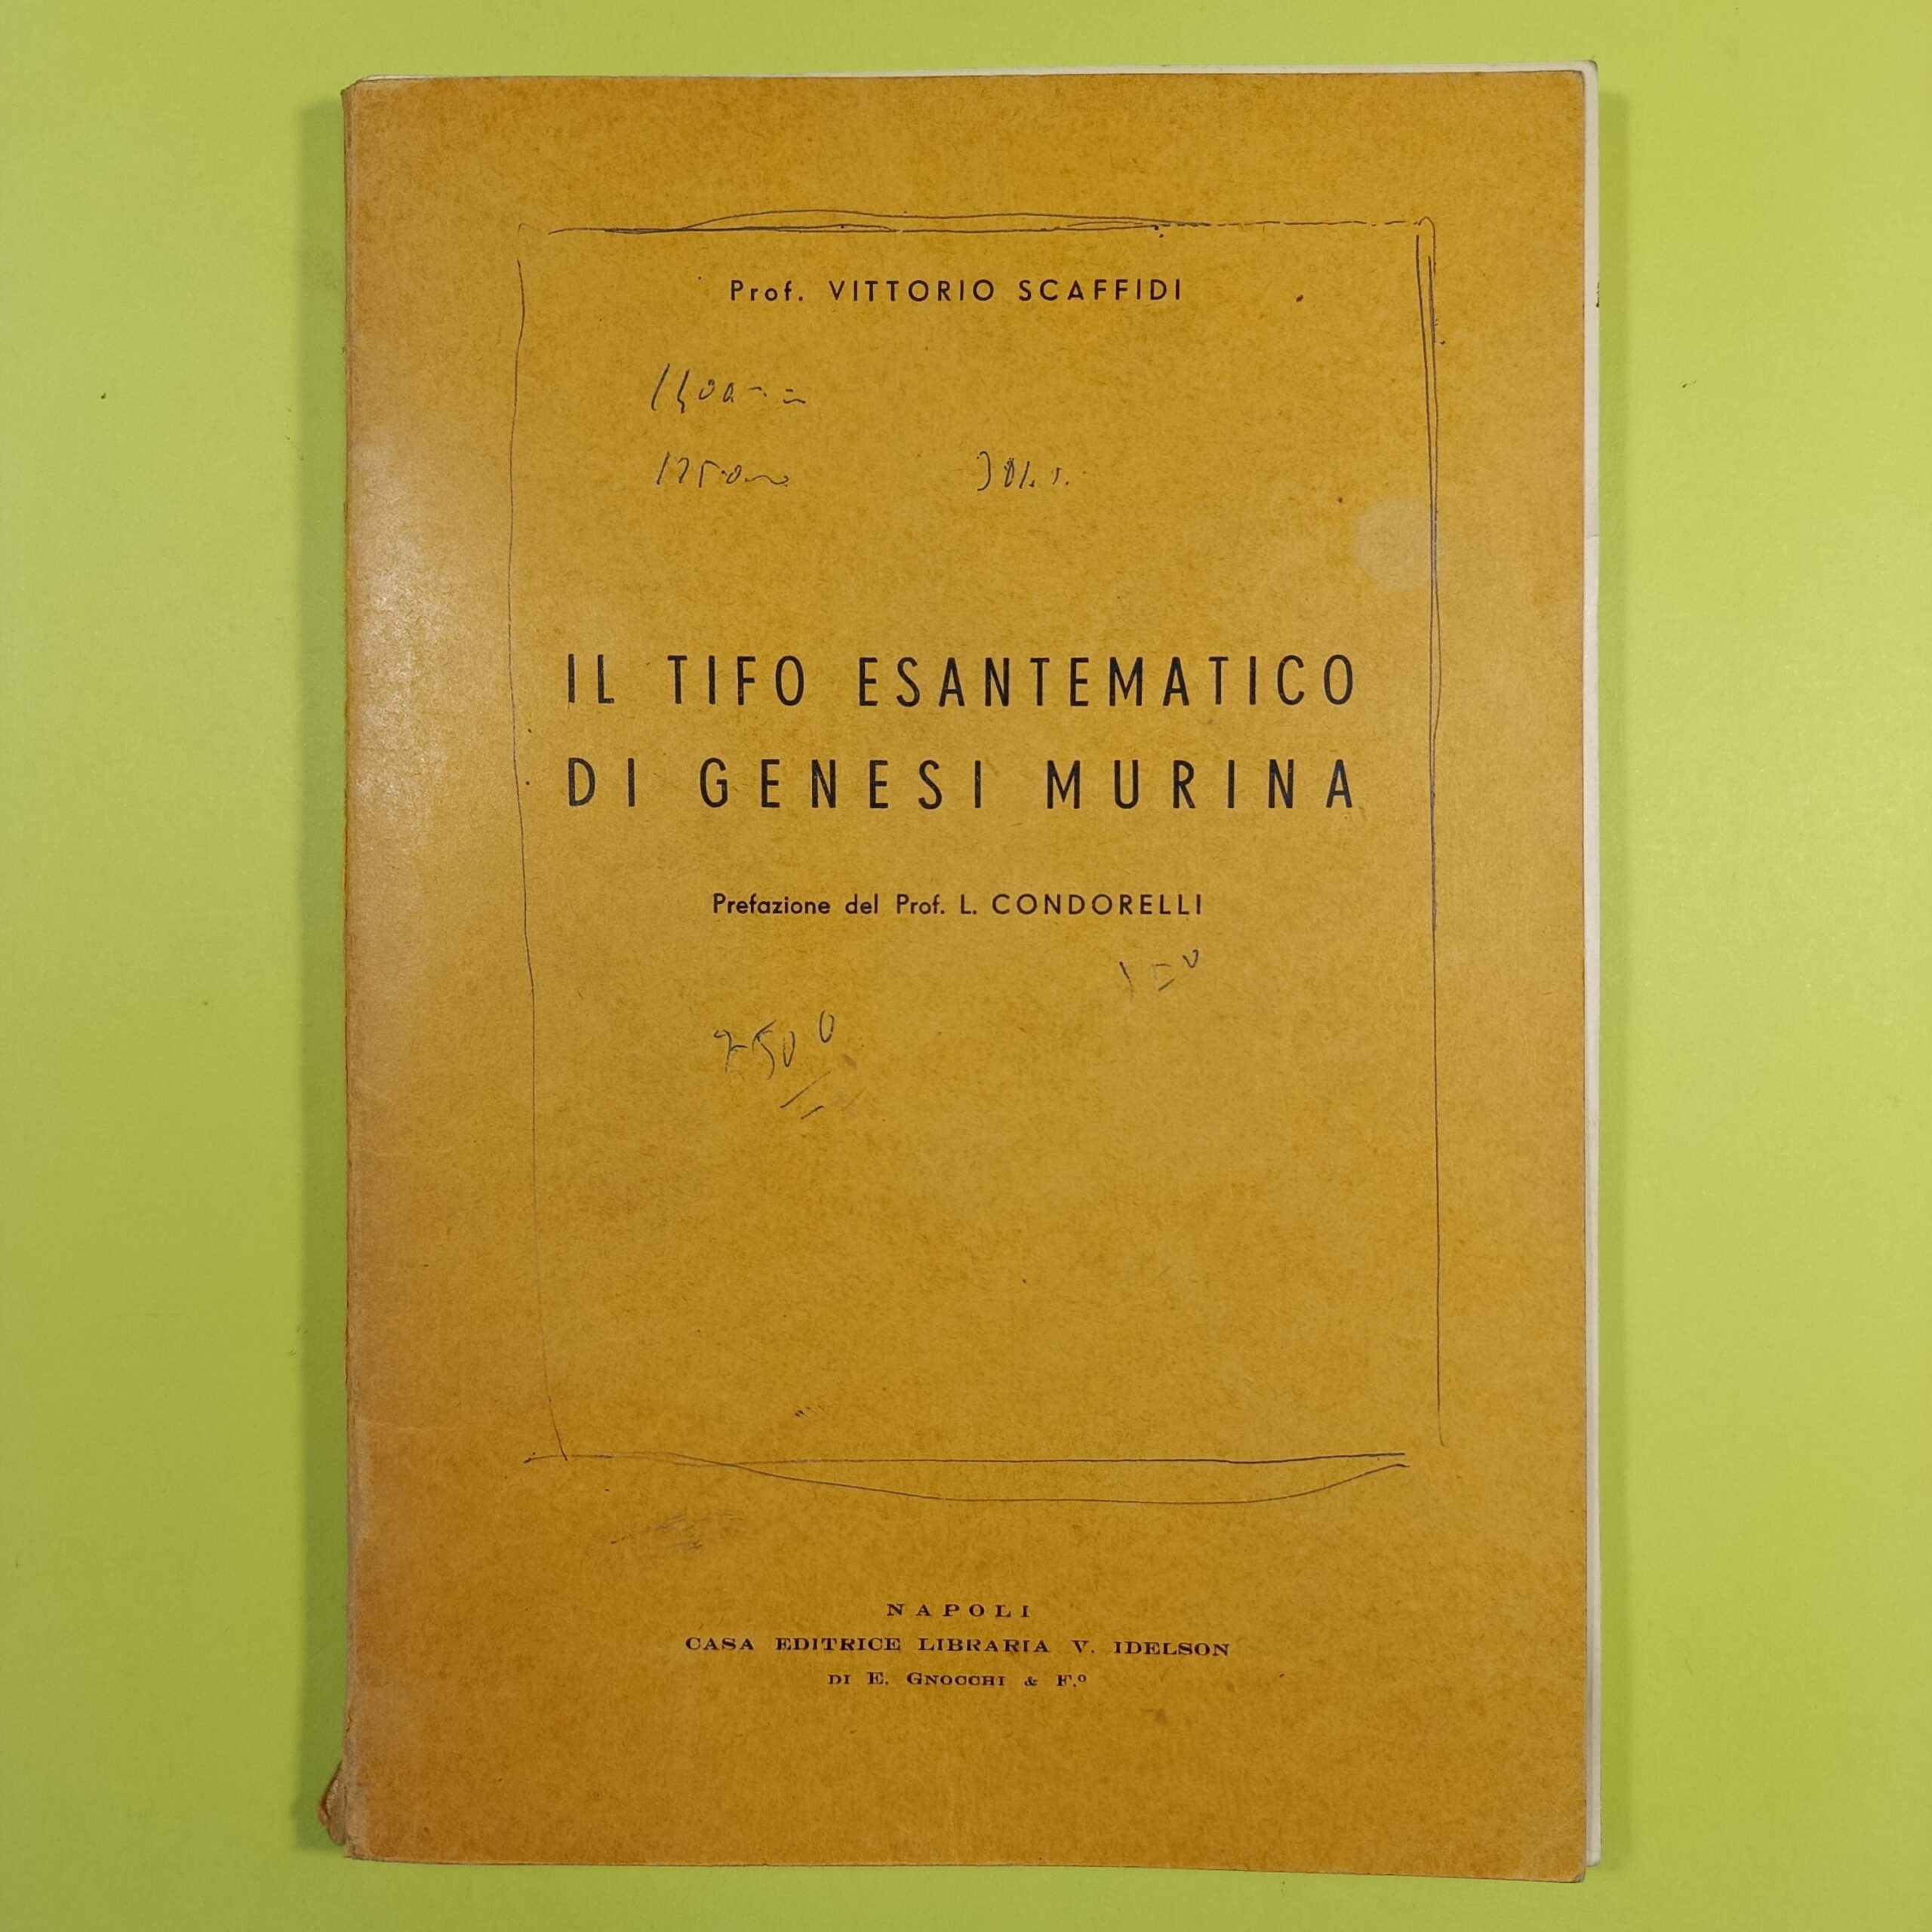 Prof. VITTORIO SCAFFIDI
IL TIFO ESANTEMATICO
DI GENESI MURINA
Prefazione del Prof. L. CONDORELLI
2500
NAPOLI
CASA EDITRICE LIBRARIA V. IDELSON
DI E. GNOCCHI & F.º